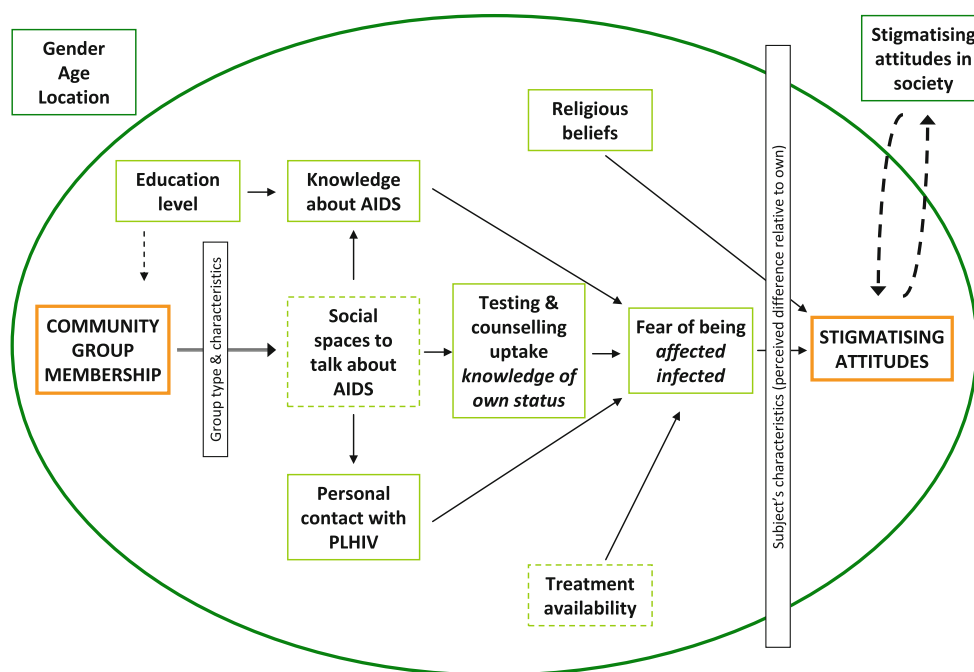 Gender
Age
Location
Stigmatising
attitudes in
society
Religious
beliefs
Education
level
Knowledge
about AIDS
COMMUNITY
GROUP
MEMBERSHIP
Group type & characteristics
Social
spaces to
talk about
AIDS
Testing &
counselling
uptake
knowledge of
own status
Fear of being
affected
infected
Subject's characteristics (perceived difference relative to own)
STIGMATISING
ATTITUDES
Personal
contact with
PLHIV
Treatment
availability